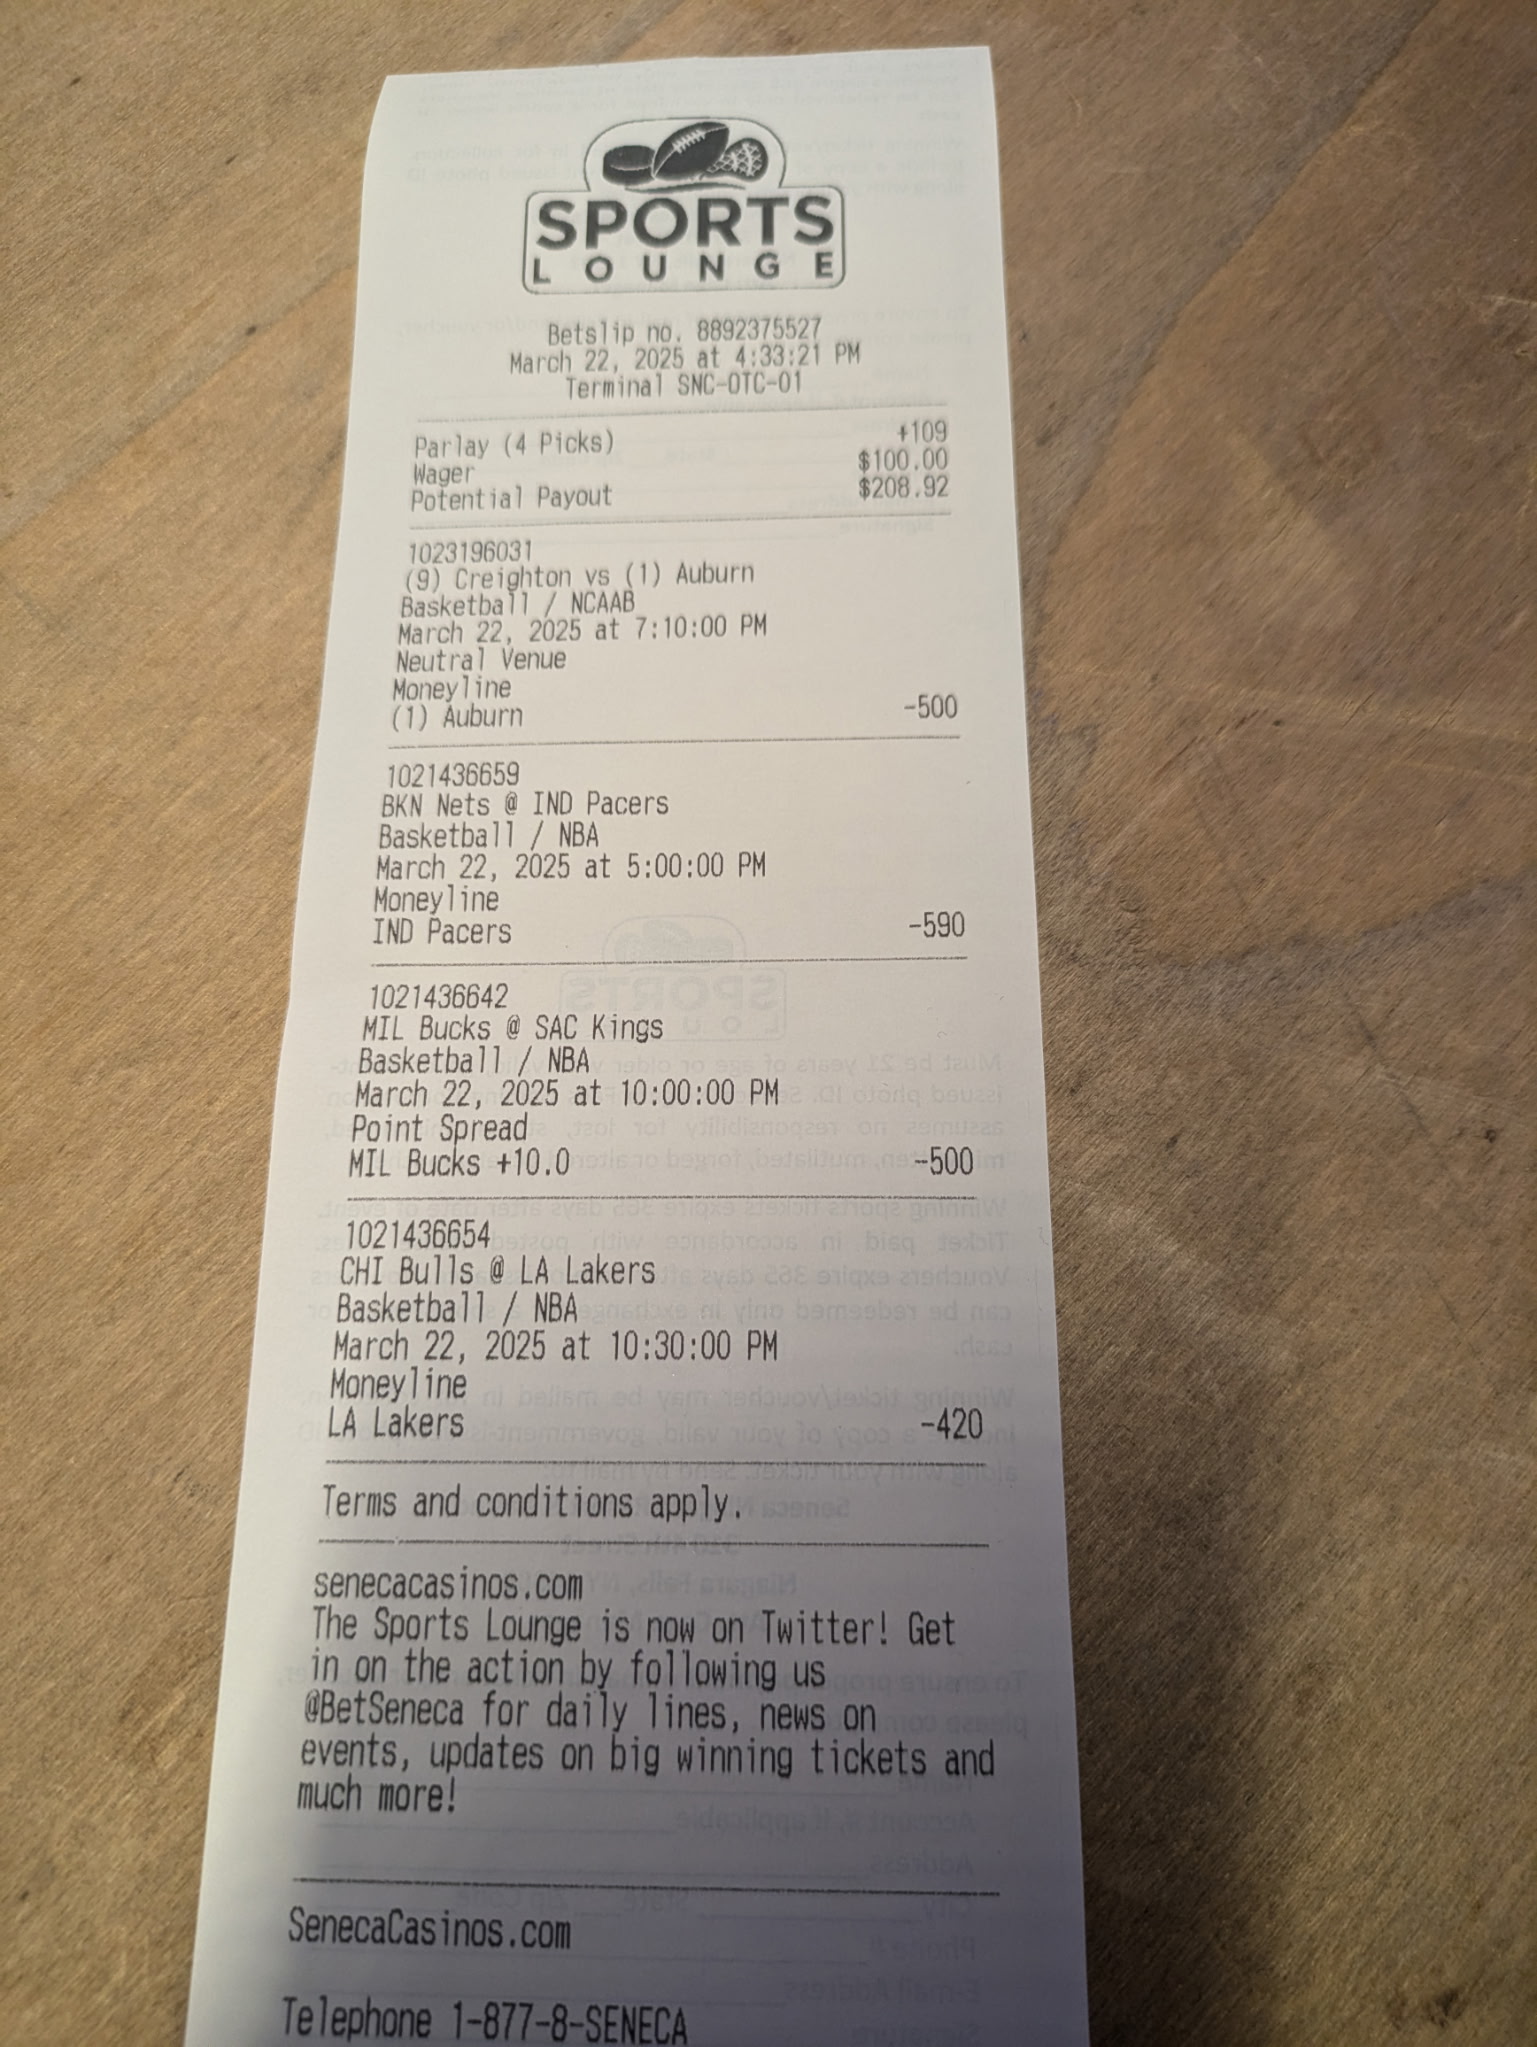 SPORTS
LOUNGE
Betslip no. 8892375527
March 22, 2025 at 4:33:21 PM
Terminal SNC-OTC-01
Parlay (4 Picks) +109
Wager $100.00
Potential Payout $208.92
1023196031
(9) Creighton vs (1) Auburn
Basketball / NCAAB
March 22, 2025 at 7:10:00 PM
Neutral Venue
Moneyline
(1) Auburn -500
1021436659
BKN Nets @ IND Pacers
Basketball / NBA
March 22, 2025 at 5:00:00 PM
Moneyline
IND Pacers -590
1021436642
MIL Bucks @ SAC Kings
Basketball / NBA
March 22, 2025 at 10:00:00 PM
Point Spread
MIL Bucks +10.0 -500
1021436654
CHI Bulls @ LA Lakers
Basketball / NBA
March 22, 2025 at 10:30:00 PM
Moneyline
LA Lakers -420
Terms and conditions apply.
senecacasinos.com
The Sports Lounge is now on Twitter! Get
in on the action by following us
@BetSeneca for daily lines, news on
events, updates on big winning tickets and
much more!
SenecaCasinos.com
Telephone 1-877-8-SENECA